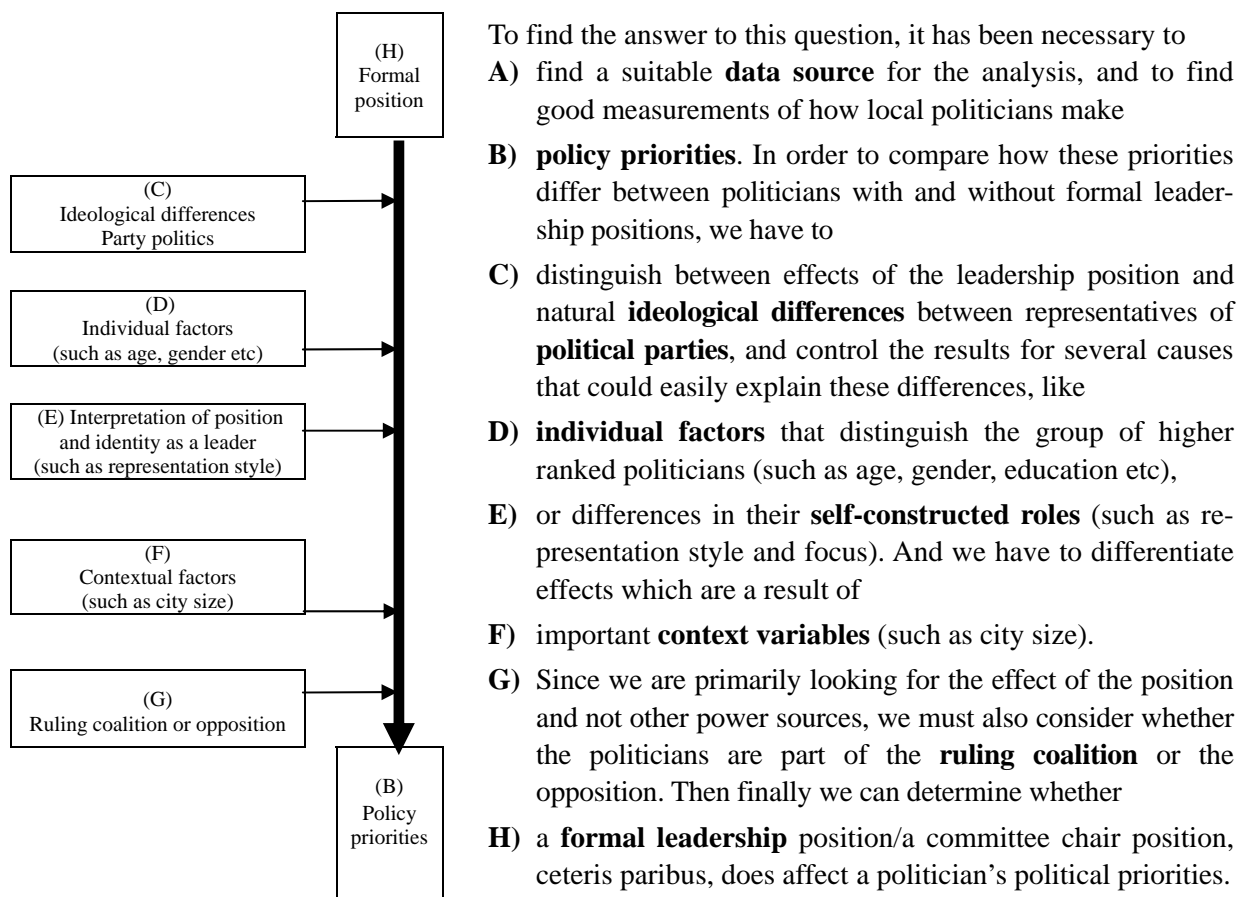 (H)
Formal
position
(C)
Ideological differences
Party politics
(D)
Individual factors
(such as age, gender etc)
(E) Interpretation of position
and identity as a leader
(such as representation style)
(F)
Contextual factors
(such as city size)
(G)
Ruling coalition or opposition
(B)
Policy
priorities
To find the answer to this question, it has been necessary to
A) find a suitable data source for the analysis, and to find
good measurements of how local politicians make
B) policy priorities. In order to compare how these priorities
differ between politicians with and without formal leader-
ship positions, we have to
C) distinguish between effects of the leadership position and
natural ideological differences between representatives of
political parties, and control the results for several causes
that could easily explain these differences, like
D) individual factors that distinguish the group of higher
ranked politicians (such as age, gender, education etc),
E) or differences in their self-constructed roles (such as re-
presentation style and focus). And we have to differentiate
effects which are a result of
F) important context variables (such as city size).
G) Since we are primarily looking for the effect of the position
and not other power sources, we must also consider whether
the politicians are part of the ruling coalition or the
opposition. Then finally we can determine whether
H) a formal leadership position/a committee chair position,
ceteris paribus, does affect a politician's political priorities.